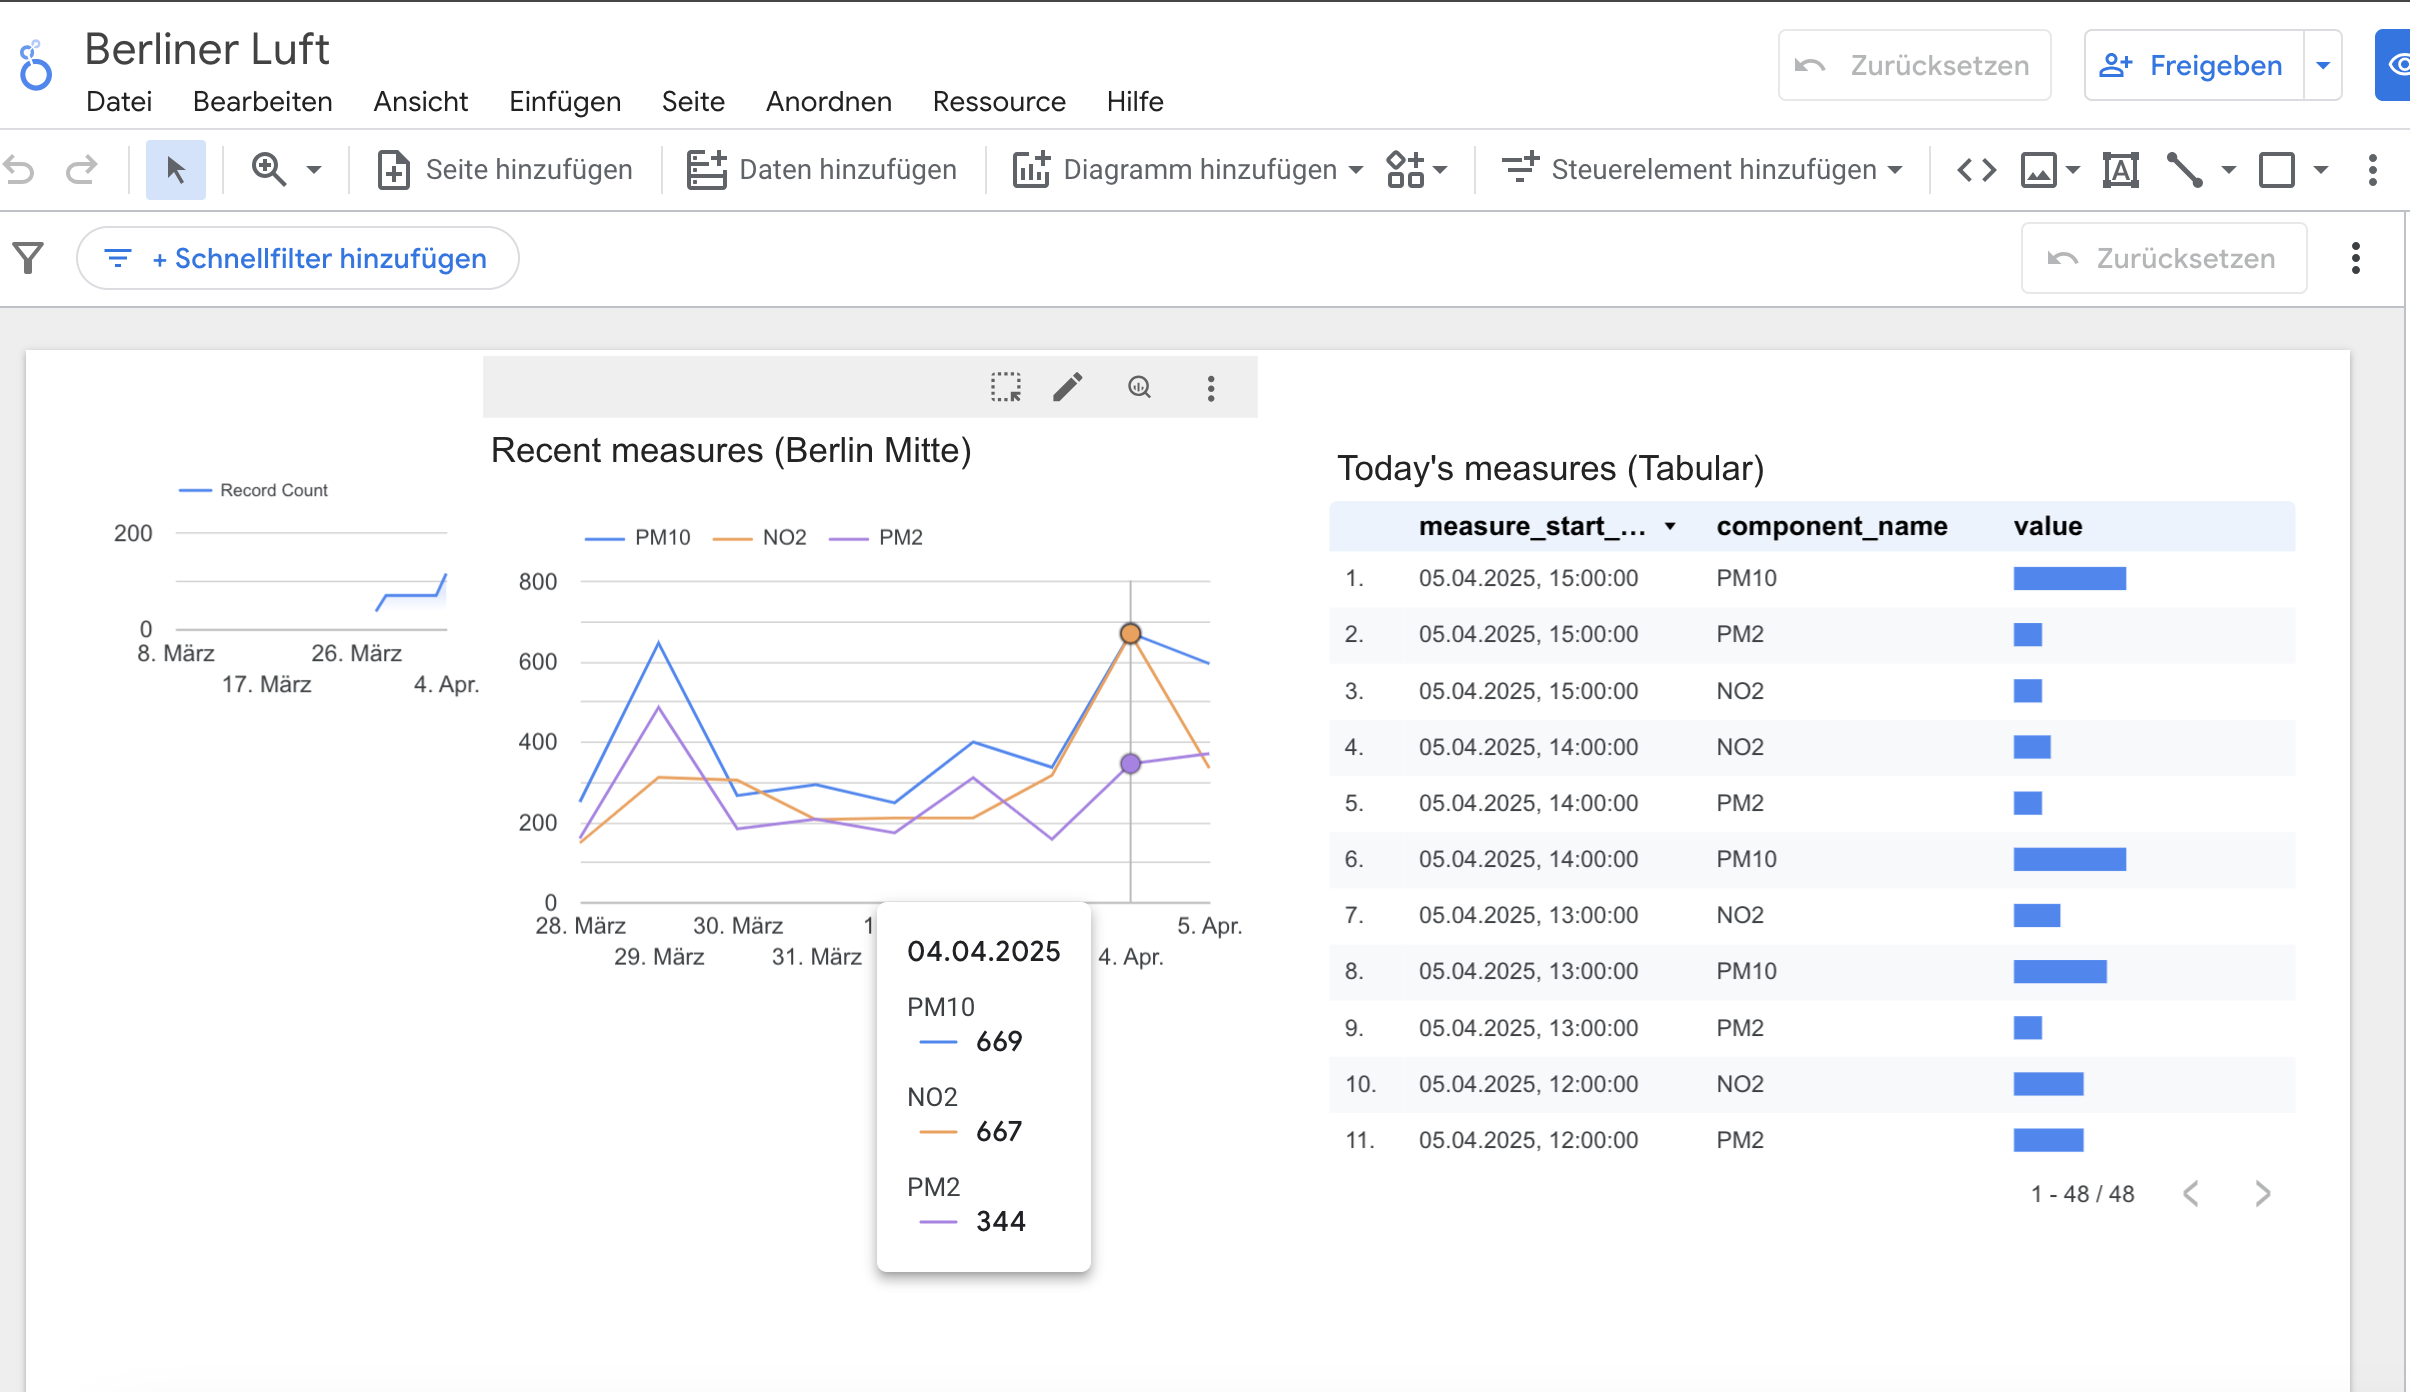 Berliner Luft
Datei Bearbeiten Ansicht Einfügen Seite Anordnen Ressource Hilfe
Zurücksetzen
Freigeben
Seite hinzufügen Daten hinzufügen Diagramm hinzufügen Steuerelement hinzufügen
+ Schnellfilter hinzufügen
Zurücksetzen
Record Count
200
0
8. März 26. März
17. März 4. Apr.
Recent measures (Berlin Mitte)
PM10 NO2 PM2
800
600
400
200
0
28. März 30. März 1 5. Apr.
29. März 31. März 4. Apr.
04.04.2025
PM10
669
NO2
667
PM2
344
Today's measures (Tabular)
measure_start_... component_name value
1. 05.04.2025, 15:00:00 PM10
2. 05.04.2025, 15:00:00 PM2
3. 05.04.2025, 15:00:00 NO2
4. 05.04.2025, 14:00:00 NO2
5. 05.04.2025, 14:00:00 PM2
6. 05.04.2025, 14:00:00 PM10
7. 05.04.2025, 13:00:00 NO2
8. 05.04.2025, 13:00:00 PM10
9. 05.04.2025, 13:00:00 PM2
10. 05.04.2025, 12:00:00 NO2
11. 05.04.2025, 12:00:00 PM2
1 - 48 / 48